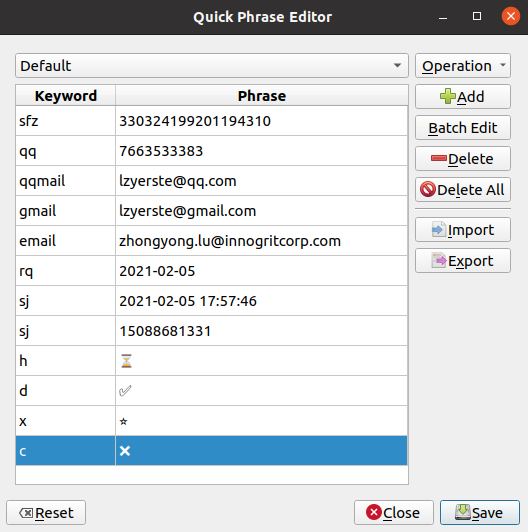 Quick Phrase Editor
Default
Operation
Keyword Phrase
sfz 330324199201194310
qq 7663533383
qqmail lzyerste@qq.com
gmail lzyerste@gmail.com
email zhongyong.lu@innogritcorp.com
rq 2021-02-05
sj 2021-02-05 17:57:46
sj 15088681331
h ⌛
d ✅
x ⭐
c ❌
Add
Batch Edit
Delete
Delete All
Import
Export
Reset
Close
Save